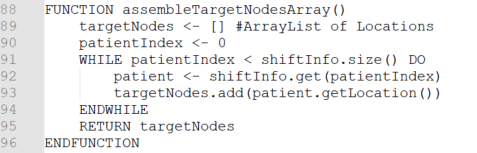 88 FUNCTION assembleTargetNodesArray()
89     targetNodes <- [] #ArrayList of Locations
90     patientIndex <- 0
91     WHILE patientIndex < shiftInfo.size() DO
92         patient <- shiftInfo.get(patientIndex)
93         targetNodes.add(patient.getLocation())
94     ENDWHILE
95     RETURN targetNodes
96 ENDFUNCTION